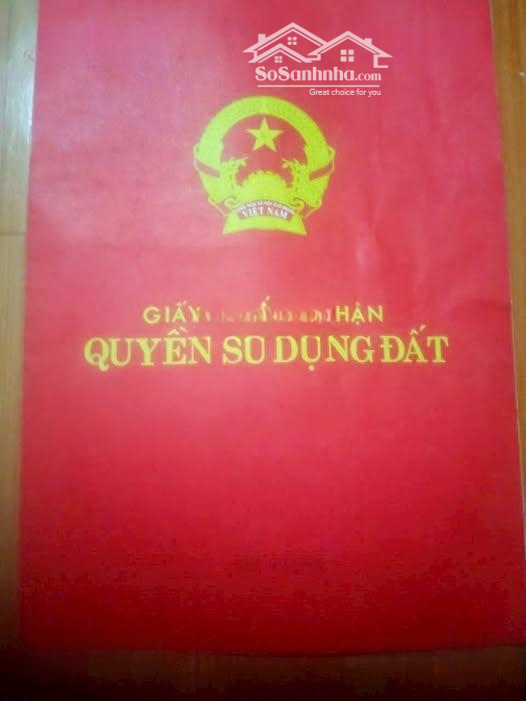 SoSanhnha.com
Great choice for you
VIỆT NAM
GIẤY HẬN
QUYỀN SU DỤNG ĐẤT